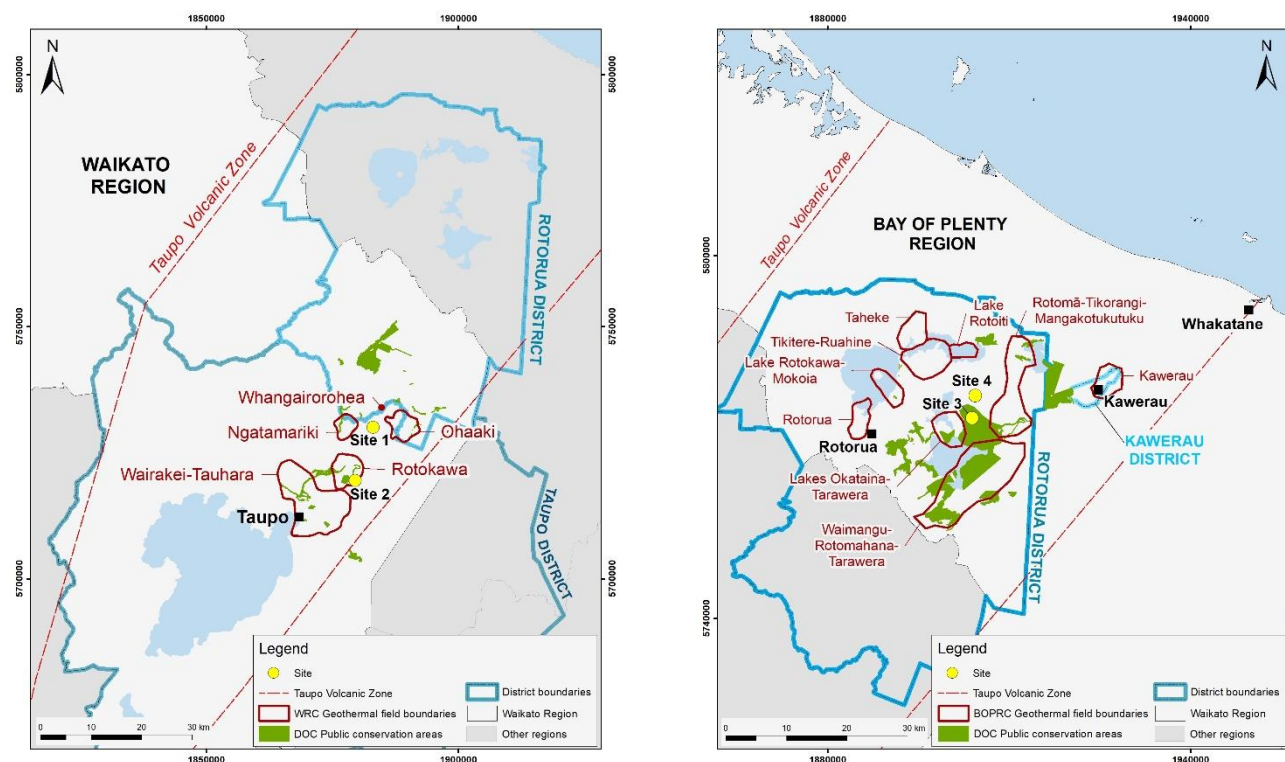 1850000
1900000
N
5800000
5800000
WAIKATO
REGION
Taupo Volcanic Zone
ROTORUA DISTRICT
5750000
5750000
Whangairorohea
Ngatamariki
Site 1
Ohaaki
Wairakei-Tauhara
Rotokawa
Site 2
Taupo
TAUPO DISTRICT
5700000
5700000
Legend
Site
Taupo Volcanic Zone
District boundaries
WRC Geothermal field boundaries
Waikato Region
DOC Public conservation areas
Other regions
0 10 20 30 km
1850000
1900000
1880000
1940000
N
Taupo Volcanic Zone
BAY OF PLENTY
REGION
5800000
5800000
Taheke
Lake
Rotoiti
Rotomā-Tikorangi-
Mangakotukutuku
Whakatane
Tikitere-Ruahine
Lake Rotokawa-
Mokoia
Site 4
Kawerau
Site 3
Kawerau
Rotorua
Rotorua
KAWERAU
DISTRICT
Lakes Okataina-
Tarawera
ROTORUA DISTRICT
Waimangu-
Rotomahana-
Tarawera
5740000
5740000
Legend
Site
Taupo Volcanic Zone
District boundaries
BOPRC Geothermal field boundaries
Waikato Region
DOC Public conservation areas
Other regions
0 10 20 30 km
1880000
1940000